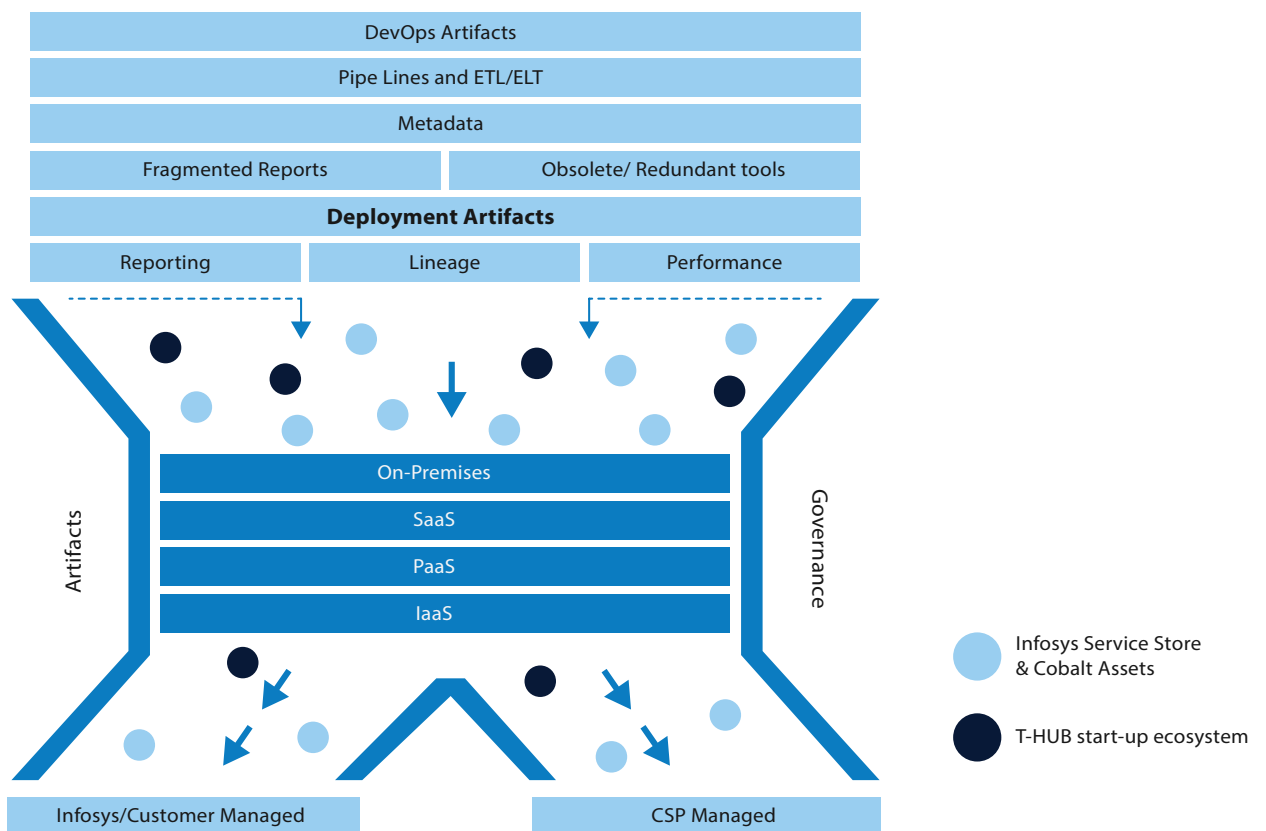 DevOps Artifacts
Pipe Lines and ETL/ELT
Metadata
Fragmented Reports
Obsolete/ Redundant tools
Deployment Artifacts
Reporting
Lineage
Performance
On-Premises
SaaS
PaaS
IaaS
Artifacts
Governance
Infosys Service Store
& Cobalt Assets
T-HUB start-up ecosystem
Infosys/Customer Managed
CSP Managed